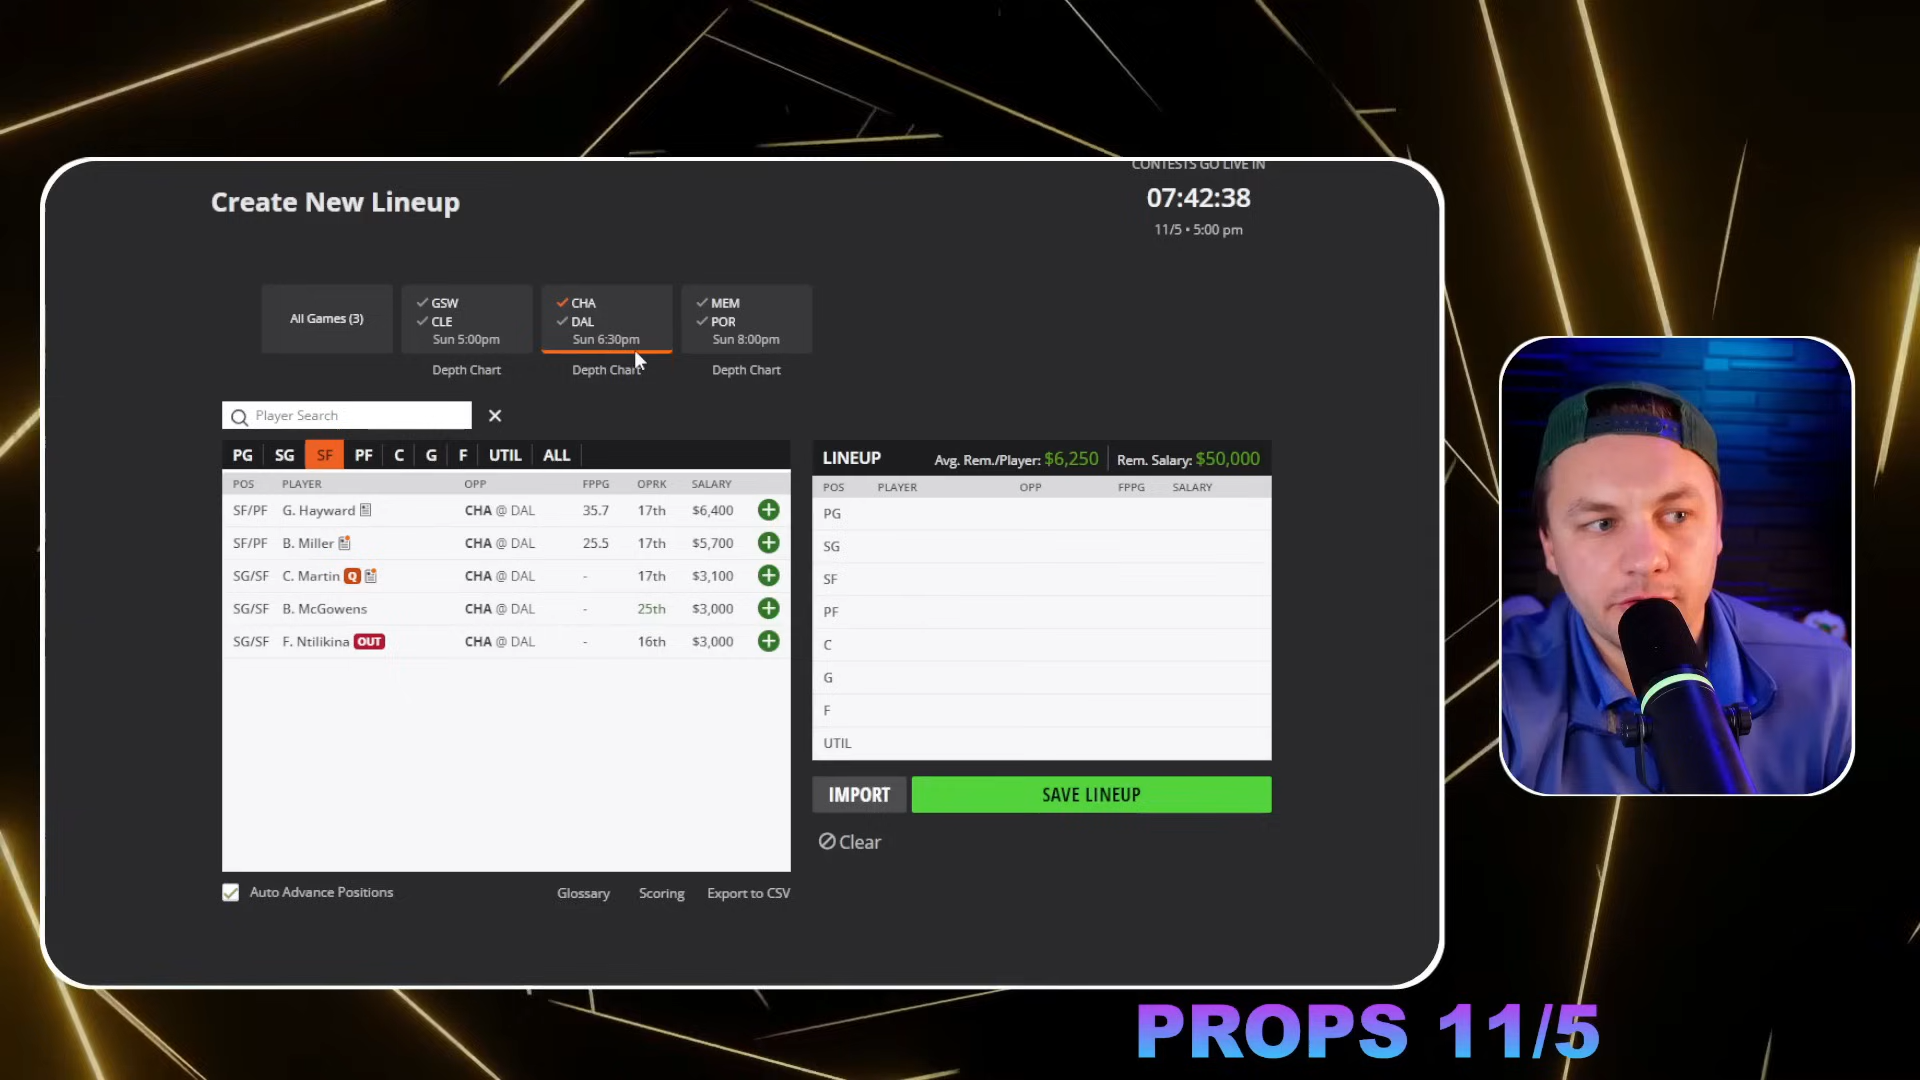 CONTESTS GO LIVE IN
Create New Lineup
07:42:38
11/5 • 5:00 pm
All Games (3)
GSW
CLE
Sun 5:00pm
Depth Chart
CHA
DAL
Sun 6:30pm
Depth Chart
MEM
POR
Sun 8:00pm
Depth Chart
Player Search
PG SG SF PF C G F UTIL ALL
POS PLAYER OPP FPPG OPRK SALARY
SF/PF G. Hayward CHA @ DAL 35.7 17th $6,400
SF/PF B. Miller CHA @ DAL 25.5 17th $5,700
SG/SF C. Martin Q CHA @ DAL - 17th $3,100
SG/SF B. McGowens CHA @ DAL - 25th $3,000
SG/SF F. Ntilikina OUT CHA @ DAL - 16th $3,000
Auto Advance Positions Glossary Scoring Export to CSV
LINEUP Avg. Rem./Player: $6,250 Rem. Salary: $50,000
POS PLAYER OPP FPPG SALARY
PG
SG
SF
PF
C
G
F
UTIL
IMPORT SAVE LINEUP
Clear
PROPS 11/5